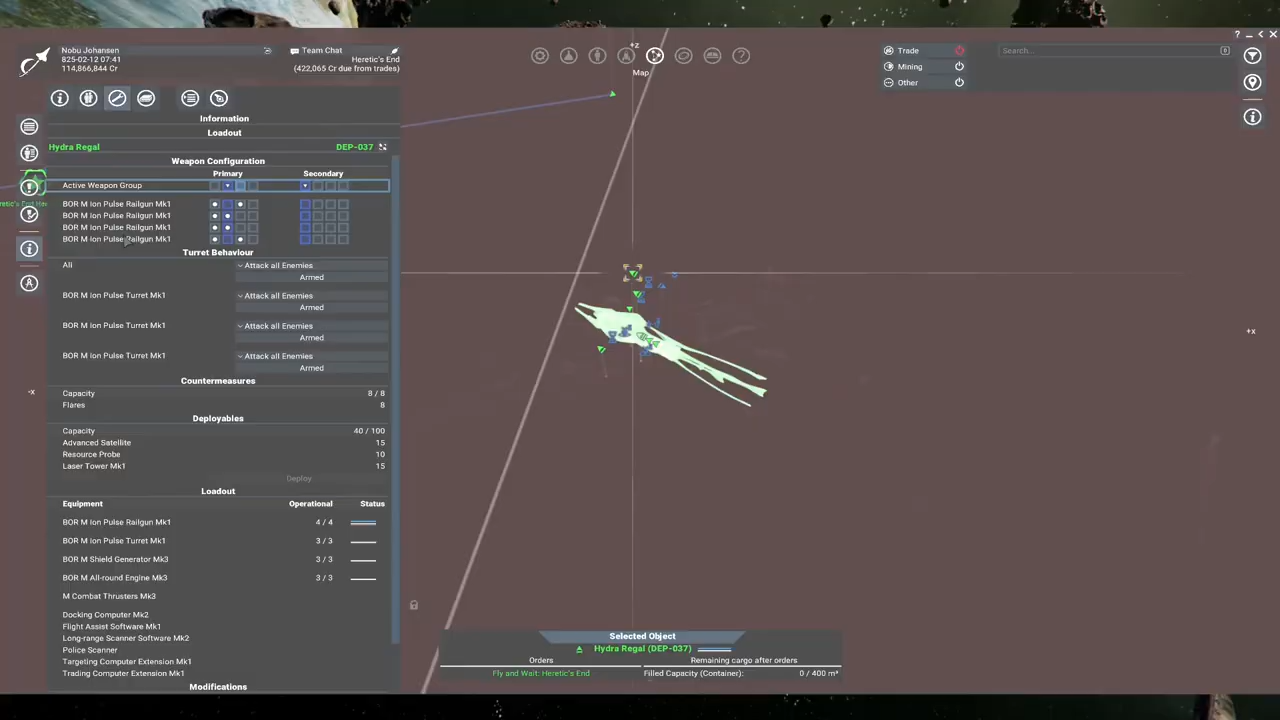 Nobu Johansen
825-02-12 07:41
114,866,844 Cr
Team Chat
Heretic's End
(422,065 Cr due from trades)
+z
Map
Trade
Mining
Other
Search...
6
?
Information
Loadout
Hydra Regal DEP-037
Weapon Configuration
Primary Secondary
Active Weapon Group
BOR M Ion Pulse Railgun Mk1
BOR M Ion Pulse Railgun Mk1
BOR M Ion Pulse Railgun Mk1
BOR M Ion Pulse Railgun Mk1
Turret Behaviour
All Attack all Enemies
Armed
BOR M Ion Pulse Turret Mk1 Attack all Enemies
Armed
BOR M Ion Pulse Turret Mk1 Attack all Enemies
Armed
BOR M Ion Pulse Turret Mk1 Attack all Enemies
Armed
Countermeasures
Capacity 8 / 8
Flares 8
Deployables
Capacity 40 / 100
Advanced Satellite 15
Resource Probe 10
Laser Tower Mk1 15
Deploy
Loadout
Equipment Operational Status
BOR M Ion Pulse Railgun Mk1 4 / 4
BOR M Ion Pulse Turret Mk1 3 / 3
BOR M Shield Generator Mk3 3 / 3
BOR M All-round Engine Mk3 3 / 3
M Combat Thrusters Mk3
Docking Computer Mk2
Flight Assist Software Mk1
Long-range Scanner Software Mk2
Police Scanner
Targeting Computer Extension Mk1
Trading Computer Extension Mk1
Modifications
-x
+x
Selected Object
Hydra Regal (DEP-037)
Orders Remaining cargo after orders
Fly and Wait: Heretic's End Filled Capacity (Container): 0 / 400 m³